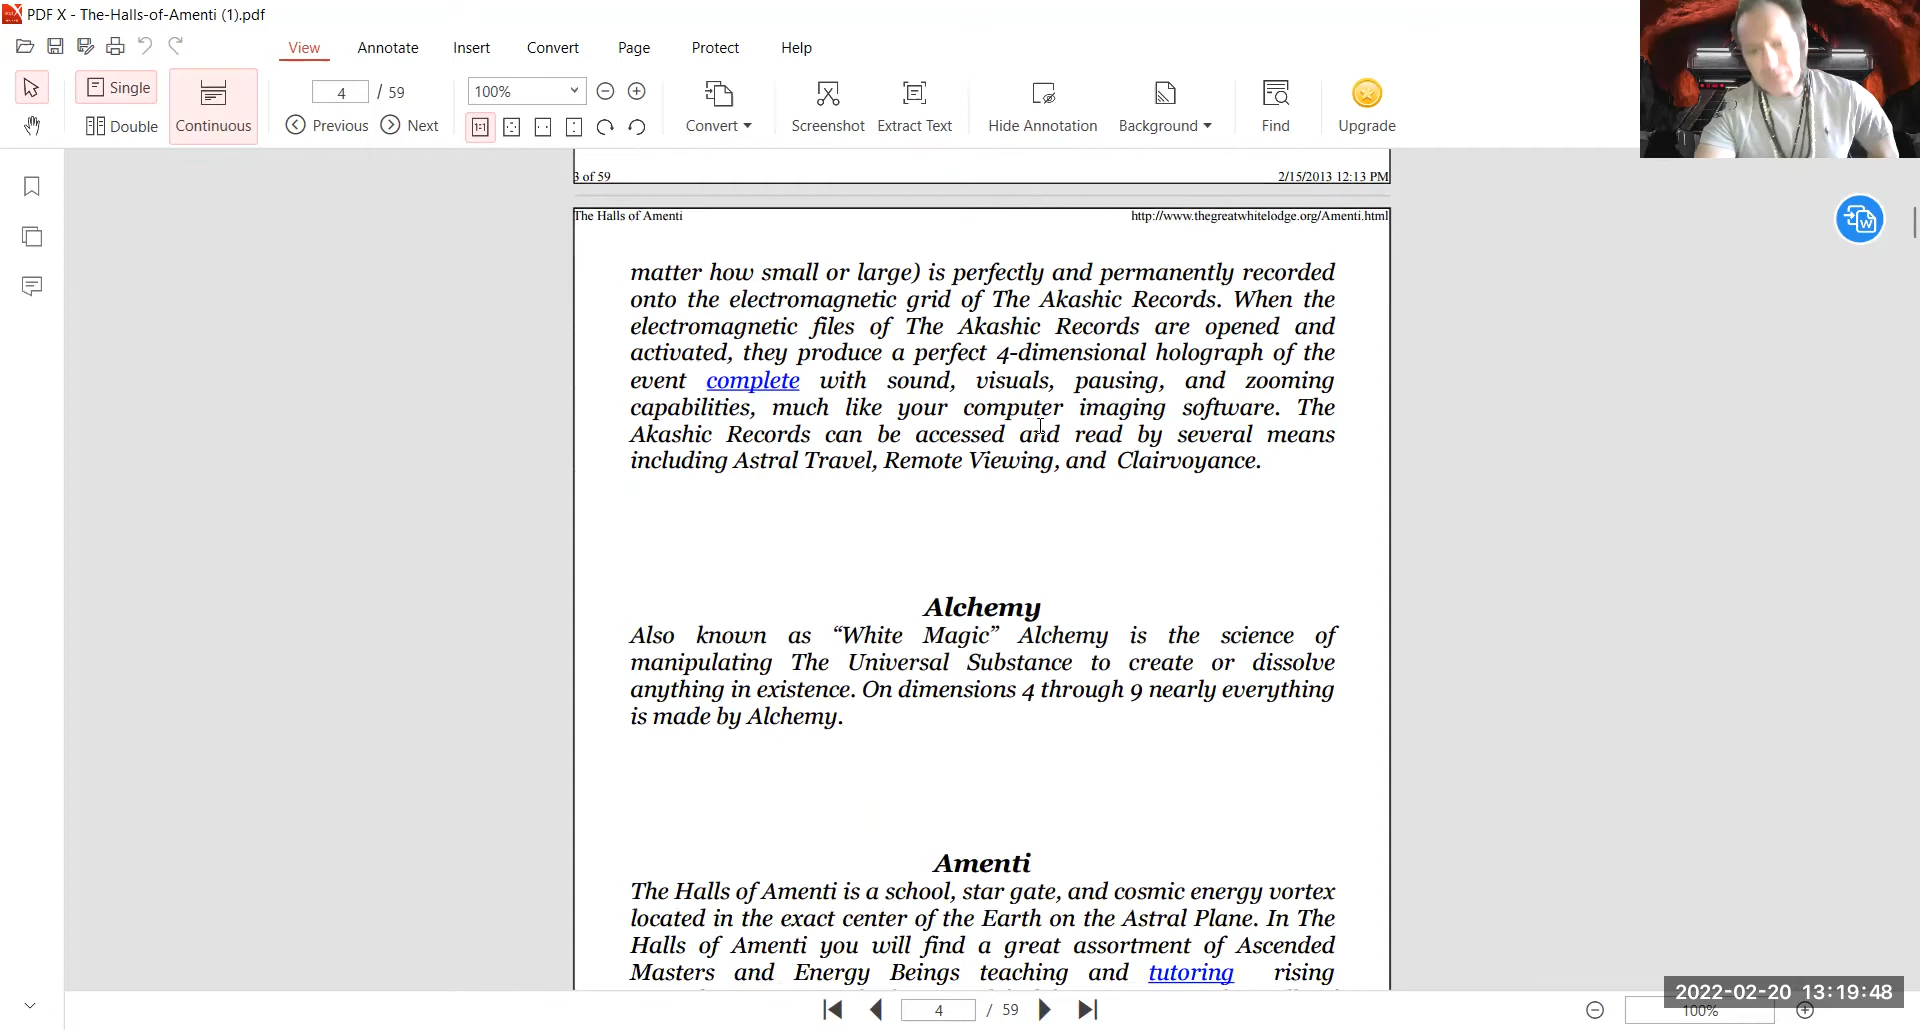 PDF X - The-Halls-of-Amenti (1).pdf
View Annotate Insert Convert Page Protect Help
Single
Double
Continuous
4 / 59
Previous Next
100%
1:1
Convert
Screenshot
Extract Text
Hide Annotation
Background
Find
Upgrade
3 of 59 2/15/2013 12:13 PM
The Halls of Amenti http://www.thegreatwhitelodge.org/Amenti.html
matter how small or large) is perfectly and permanently recorded
onto the electromagnetic grid of The Akashic Records. When the
electromagnetic files of The Akashic Records are opened and
activated, they produce a perfect 4-dimensional holograph of the
event complete with sound, visuals, pausing, and zooming
capabilities, much like your computer imaging software. The
Akashic Records can be accessed and read by several means
including Astral Travel, Remote Viewing, and Clairvoyance.
Alchemy
Also known as “White Magic” Alchemy is the science of
manipulating The Universal Substance to create or dissolve
anything in existence. On dimensions 4 through 9 nearly everything
is made by Alchemy.
Amenti
The Halls of Amenti is a school, star gate, and cosmic energy vortex
located in the exact center of the Earth on the Astral Plane. In The
Halls of Amenti you will find a great assortment of Ascended
Masters and Energy Beings teaching and tutoring rising
4 / 59
2022-02-20 13:19:48
100%